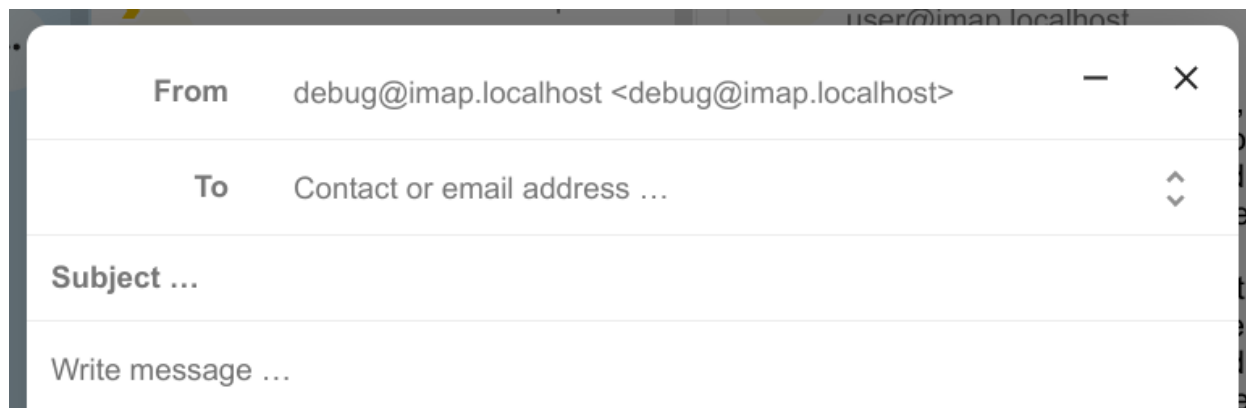 user@imap.localhost
From debug@imap.localhost <debug@imap.localhost>
To Contact or email address …
Subject …
Write message …